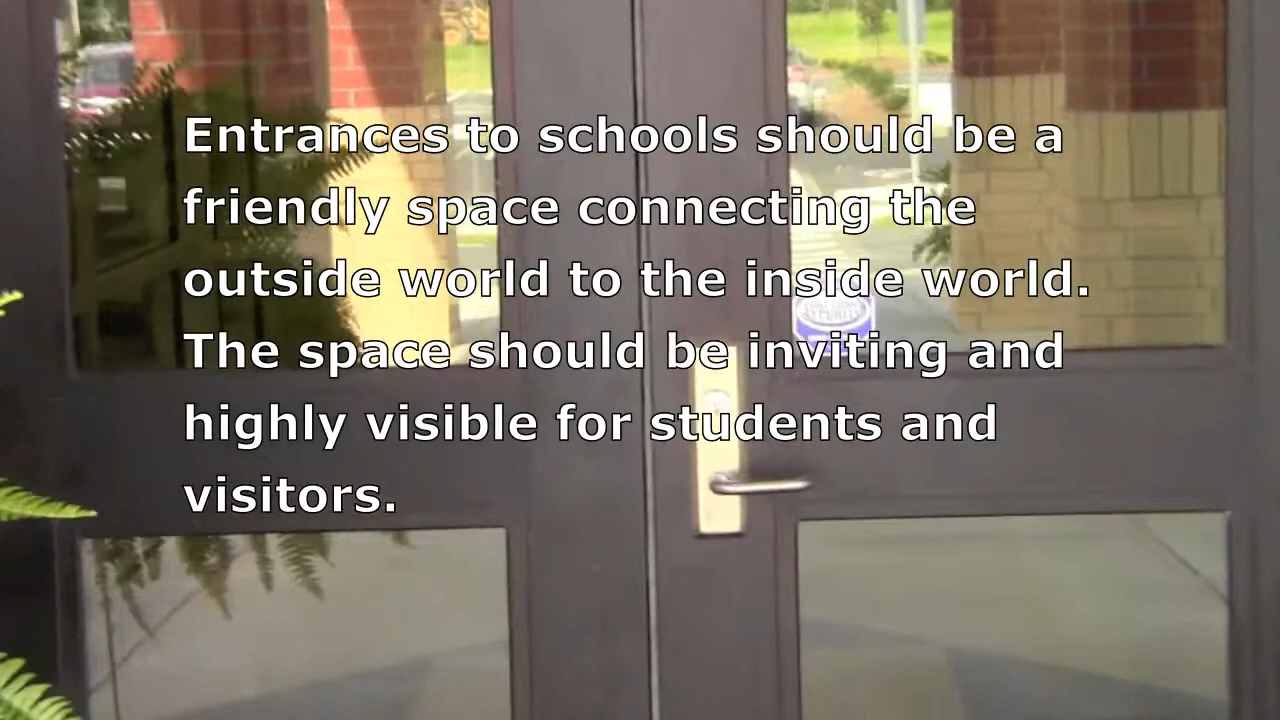 Entrances to schools should be a
friendly space connecting the
outside world to the inside world.
The space should be inviting and
highly visible for students and
visitors.
SECURITY